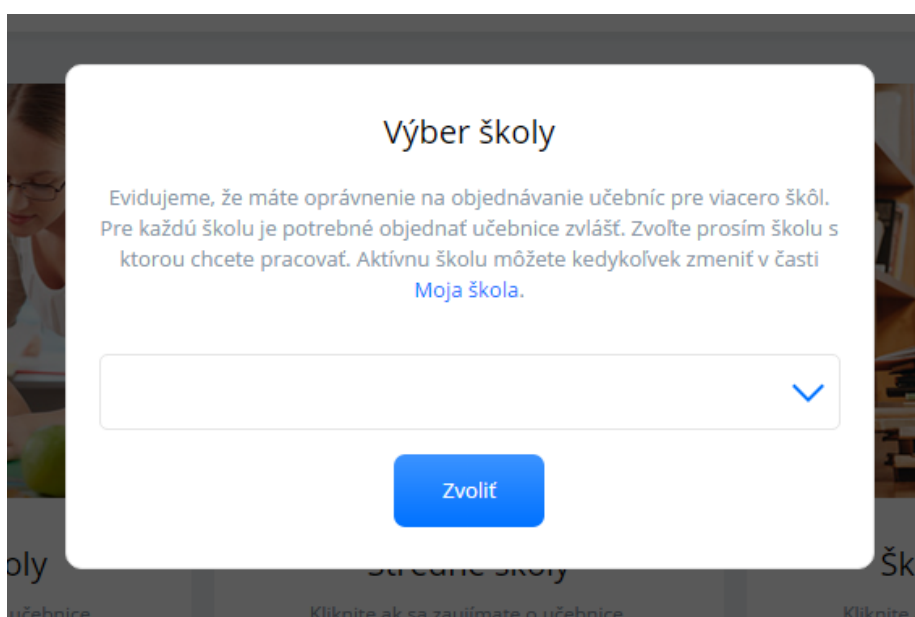 Výber školy
Evidujeme, že máte oprávnenie na objednávanie učebníc pre viacero škôl.
Pre každú školu je potrebné objednať učebnice zvlášť. Zvoľte prosím školu s
ktorou chcete pracovať. Aktívnu školu môžete kedykoľvek zmeniť v časti
Moja škola.
Zvoliť
oly
Stredné školy
Šk
učebnice
Kliknite ak sa zaujímate o učebnice
Kliknite